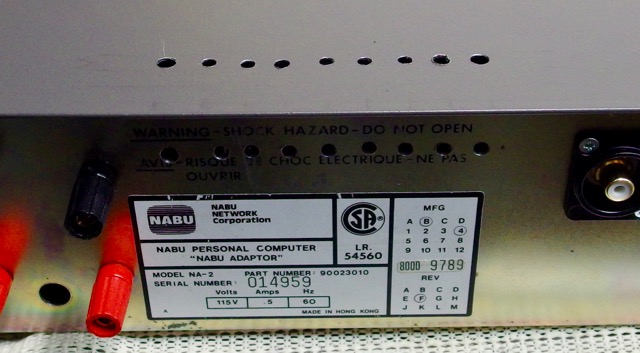 WARNING-SHOCK HAZARD-DO NOT OPEN
AVIS-RISQUE DE CHOC ELECTRIQUE-NE PAS
OUVRIR
NABU
NABU
NETWORK
Corporation
NABU PERSONAL COMPUTER
"NABU ADAPTOR"
MODEL NA-2 PART NUMBER: 90023010
SERIAL NUMBER: 014959
Volts Amps Hz
115V .5 60
A MADE IN HONG KONG
CSA
LR.
54560
MFG
A B C D
1 2 3 4
5 6 7 8
9 10 11 12
8000 9789
REV
A B C D
E F G H
J K L M